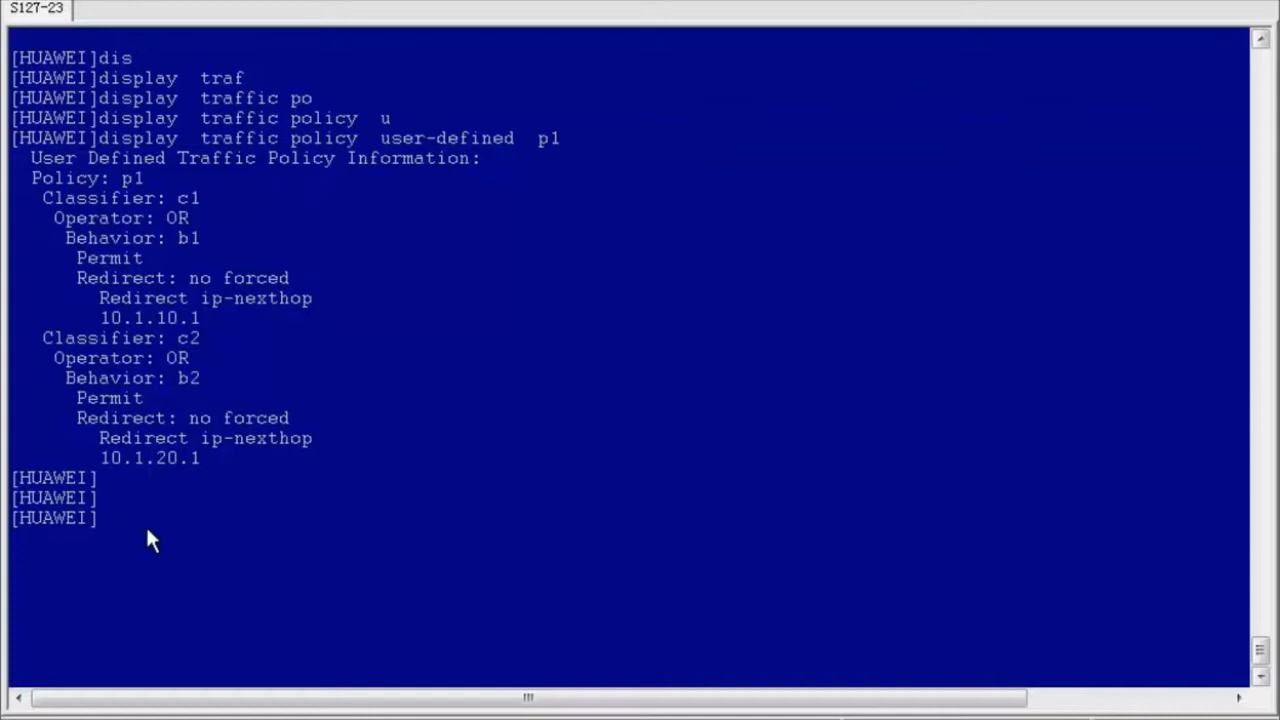 S127-23
[HUAWEI]dis
[HUAWEI]display  traf
[HUAWEI]display  traffic po
[HUAWEI]display  traffic policy  u
[HUAWEI]display  traffic policy  user-defined  p1
  User Defined Traffic Policy Information:
  Policy: p1
   Classifier: c1
    Operator: OR
     Behavior: b1
      Permit
      Redirect: no forced
        Redirect ip-nexthop
        10.1.10.1
   Classifier: c2
    Operator: OR
     Behavior: b2
      Permit
      Redirect: no forced
        Redirect ip-nexthop
        10.1.20.1
[HUAWEI]
[HUAWEI]
[HUAWEI]